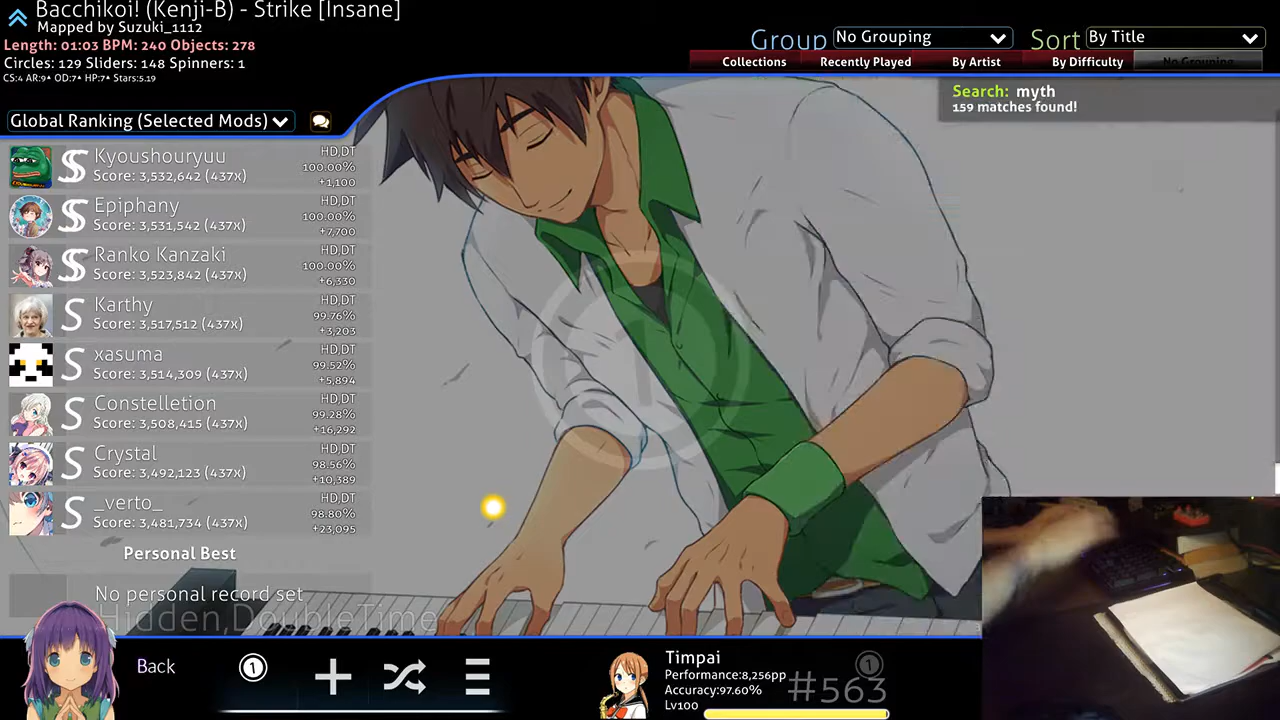 Bacchikoi! (Kenji-B) - Strike [Insane]
Mapped by Suzuki_1112
Length: 01:03 BPM: 240 Objects: 278
Circles: 129 Sliders: 148 Spinners: 1
CS:4 AR:9▲ OD:7▲ HP:7▲ Stars:5.19
Group No Grouping
Sort By Title
Collections
Recently Played
By Artist
By Difficulty
No Grouping
Search: myth
159 matches found!
Global Ranking (Selected Mods)
S Kyoushouryuu HD,DT
Score: 3,532,642 (437x) 100.00%
+1,100
S Epiphany HD,DT
Score: 3,531,542 (437x) 100.00%
+7,700
S Ranko Kanzaki HD,DT
Score: 3,523,842 (437x) 100.00%
+6,330
S Karthy HD,DT
Score: 3,517,512 (437x) 99.76%
+3,203
S xasuma HD,DT
Score: 3,514,309 (437x) 99.52%
+5,894
S Constelletion HD,DT
Score: 3,508,415 (437x) 99.28%
+16,292
S Crystal HD,DT
Score: 3,492,123 (437x) 98.56%
+10,389
S _verto_ HD,DT
Score: 3,481,734 (437x) 98.80%
+23,095
Personal Best
No personal record set
Hidden,DoubleTime
Back
1
Timpai
Performance:8,256pp
Accuracy:97.60%
Lv100
#563
1